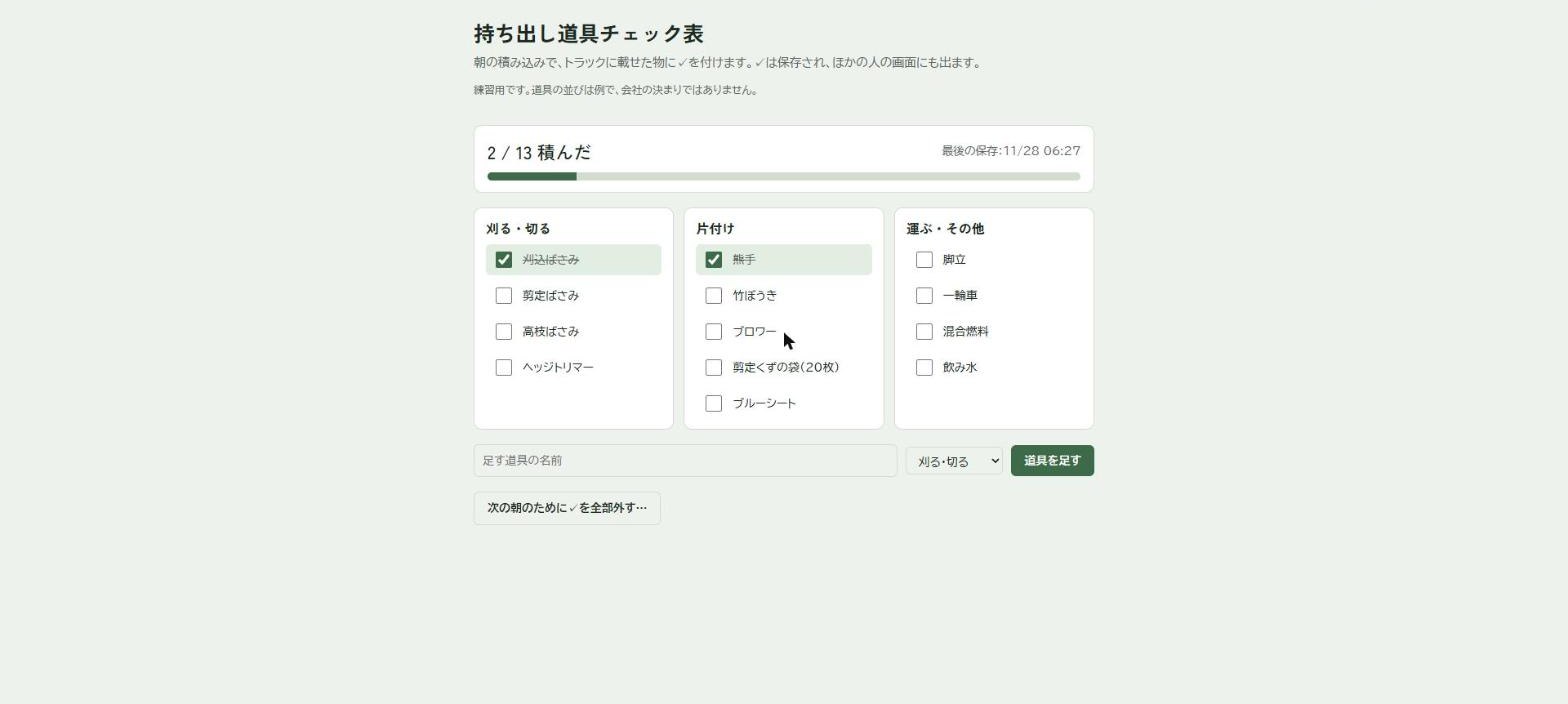 持ち出し道具チェック表
朝の積み込みで、トラックに載せた物に✓を付けます。✓は保存され、ほかの人の画面にも出ます。
練習用です。道具の並びは例で、会社の決まりではありません。
2 / 13 積んだ
最後の保存：11/28 06:27
刈る・切る
刈込ばさみ
剪定ばさみ
高枝ばさみ
ヘッジトリマー
片付け
熊手
竹ぼうき
ブロワー
剪定くずの袋（20枚）
ブルーシート
運ぶ・その他
脚立
一輪車
混合燃料
飲み水
足す道具の名前
刈る・切る
道具を足す
次の朝のために✓を全部外す…